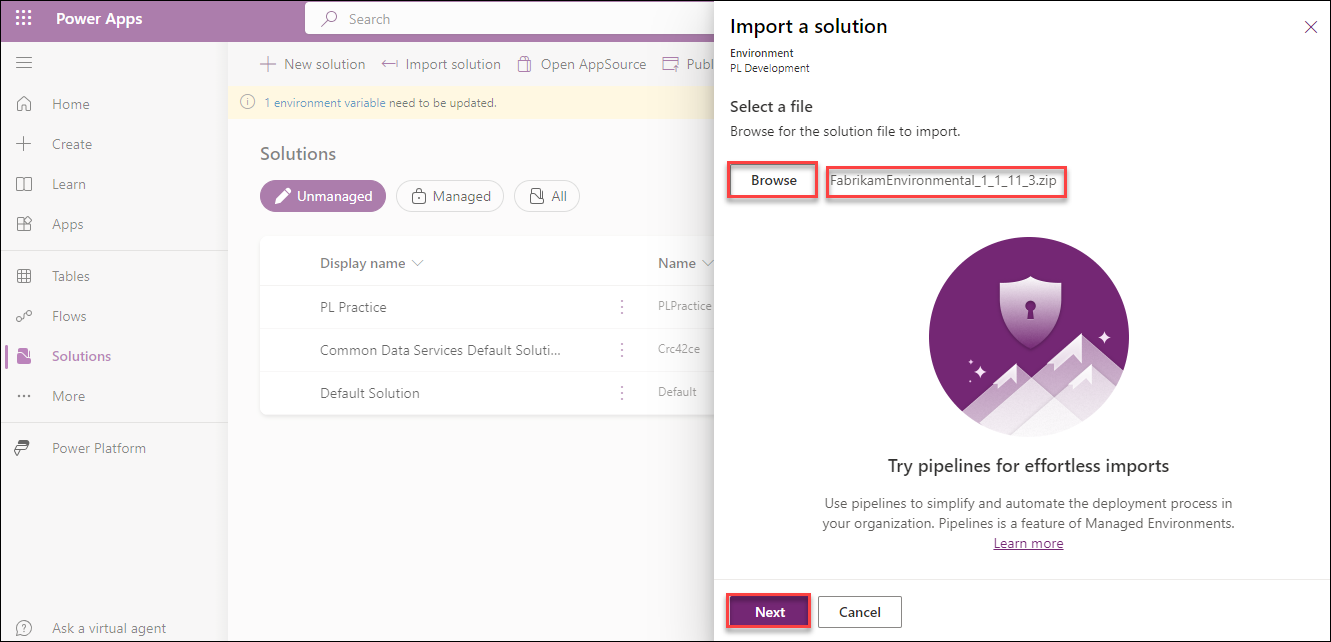 Power Apps
Search
Home
Create
Learn
Apps
Tables
Flows
Solutions
More
Power Platform
Ask a virtual agent
New solution
Import solution
Open AppSource
Publ
1 environment variable need to be updated.
Solutions
Unmanaged
Managed
All
Display name
Name
PL Practice
PLPractice
Common Data Services Default Soluti...
Crc42ce
Default Solution
Default
Import a solution
Environment
PL Development
Select a file
Browse for the solution file to import.
Browse
FabrikamEnvironmental_1_1_11_3.zip
Try pipelines for effortless imports
Use pipelines to simplify and automate the deployment process in
your organization. Pipelines is a feature of Managed Environments.
Learn more
Next
Cancel